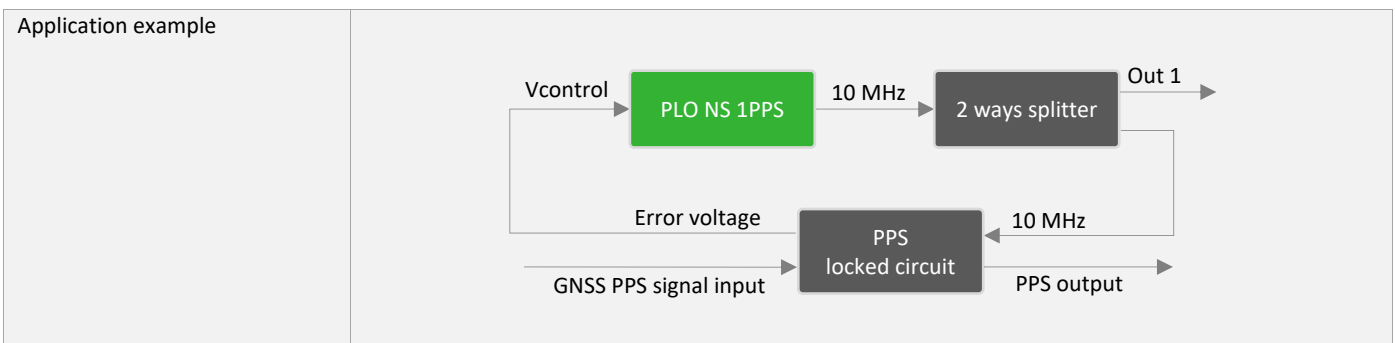 Application example
Vcontrol
PLO NS 1PPS
10 MHz
2 ways splitter
Out 1
Error voltage
PPS
locked circuit
10 MHz
GNSS PPS signal input
PPS output